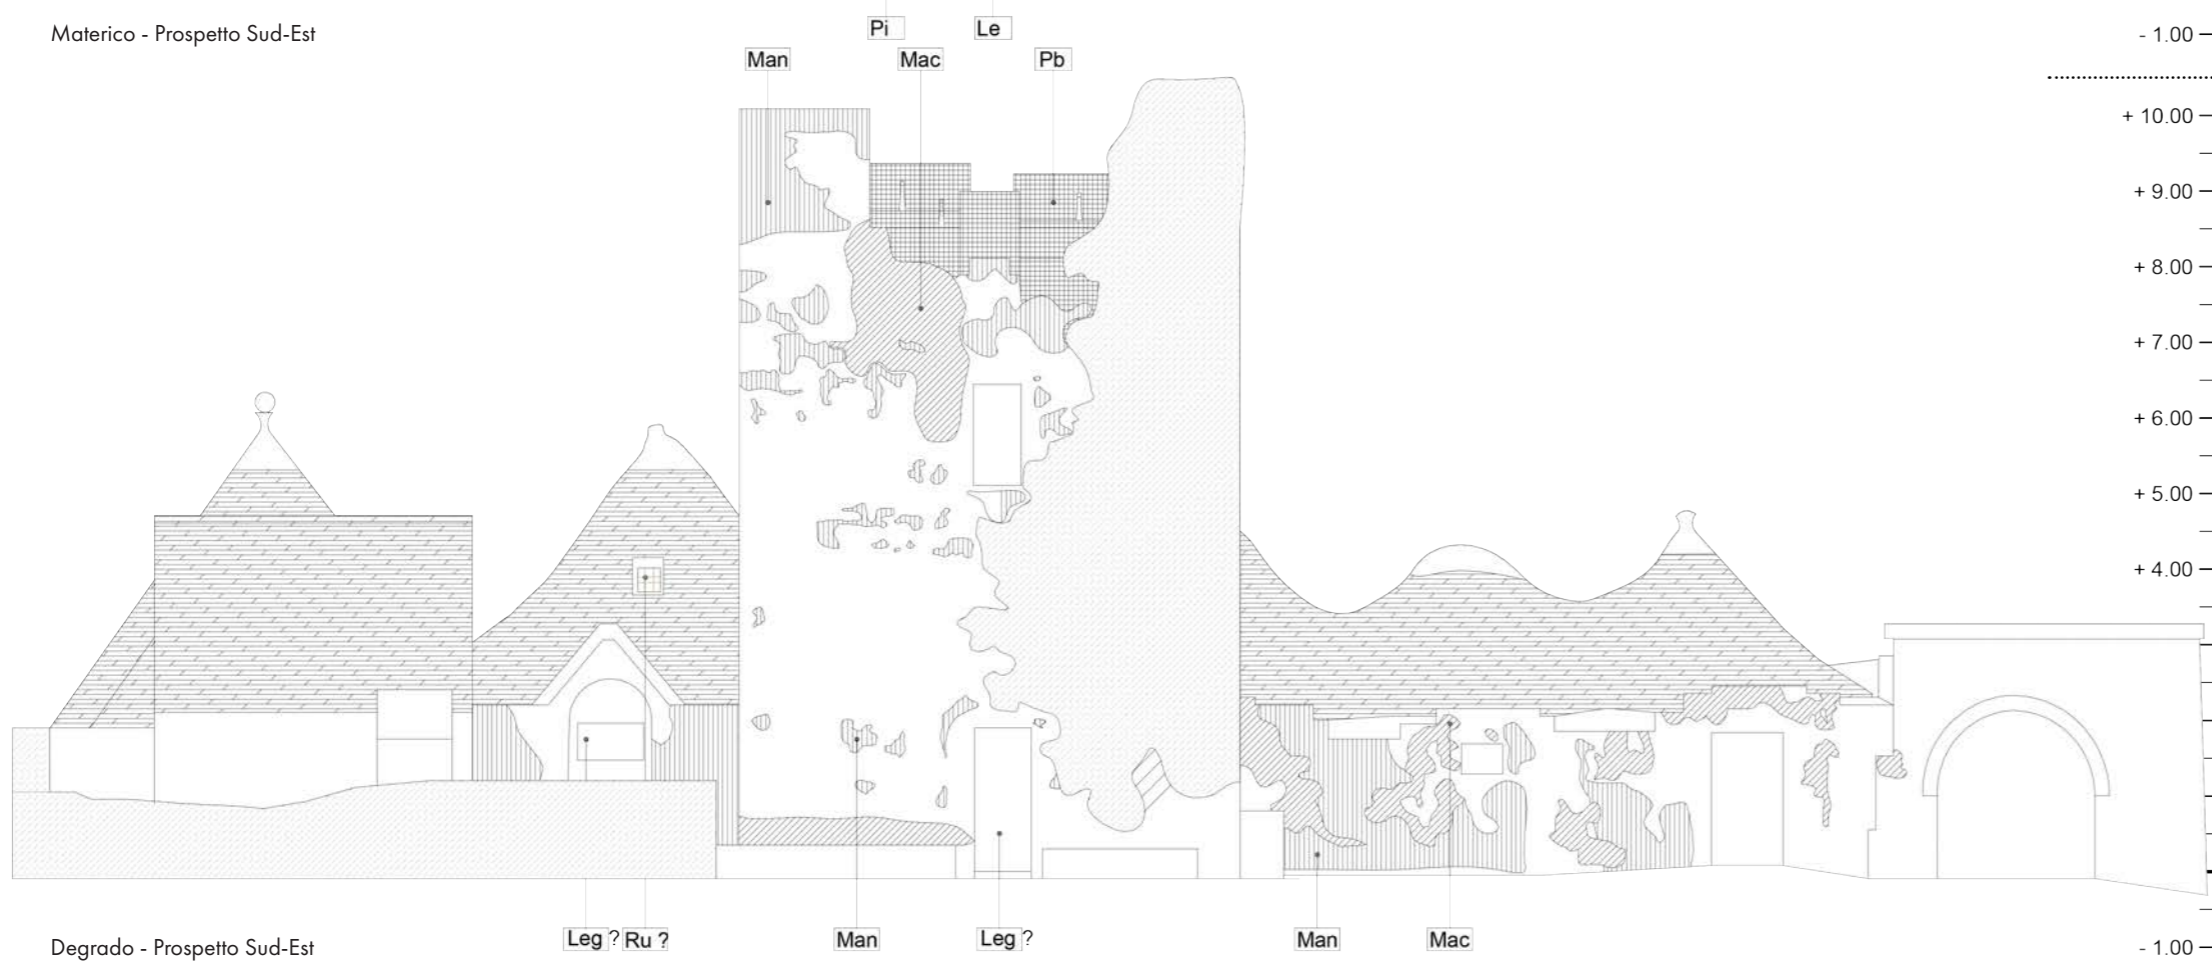 Materico - Prospetto Sud-Est
Pi
Le
Man
Mac
Pb
- 1.00
+ 10.00
+ 9.00
+ 8.00
+ 7.00
+ 6.00
+ 5.00
+ 4.00
Leg ?
Ru ?
Man
Leg ?
Man
Mac
Degrado - Prospetto Sud-Est
- 1.00